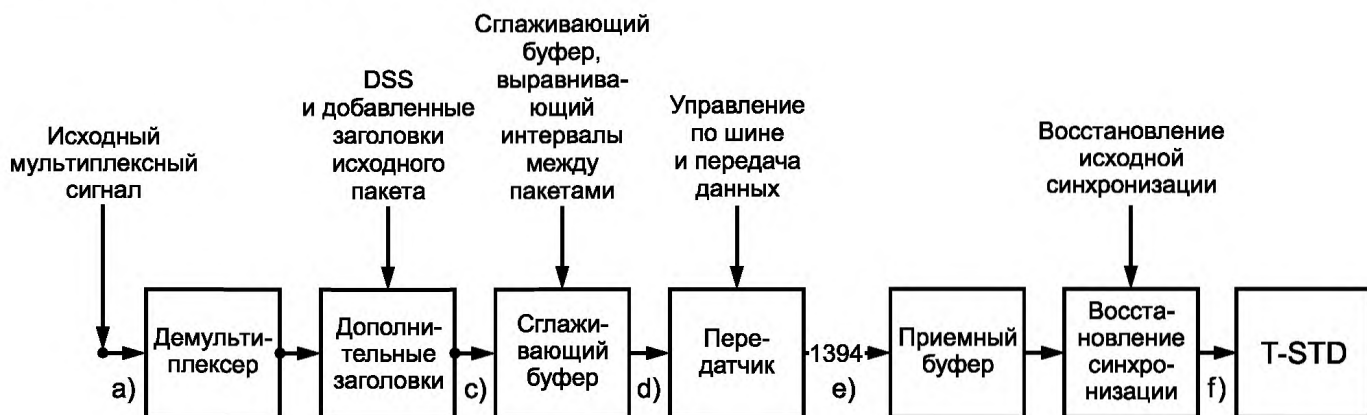 Исходный
мультиплексный
сигнал
DSS
и добавленные
заголовки
исходного
пакета
Сглаживающий
буфер,
выравнива-
ющий
интервалы
между
пакетами
Управление
по шине
и передача
данных
Восстановление
исходной
синхронизации
a)
Демульти-
плексер
Дополни-
тельные
заголовки
c)
Сглажи-
вающий
буфер
d)
Пере-
датчик
1394
e)
Приемный
буфер
Восста-
новление
синхро-
низации
f)
T-STD